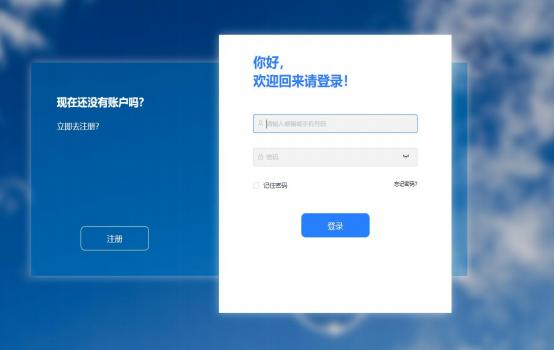 你好，
欢迎回来请登录！
现在还没有账户吗？
立即去注册？
请输入邮箱或手机号码
密码
记住密码
忘记密码?
注册
登录